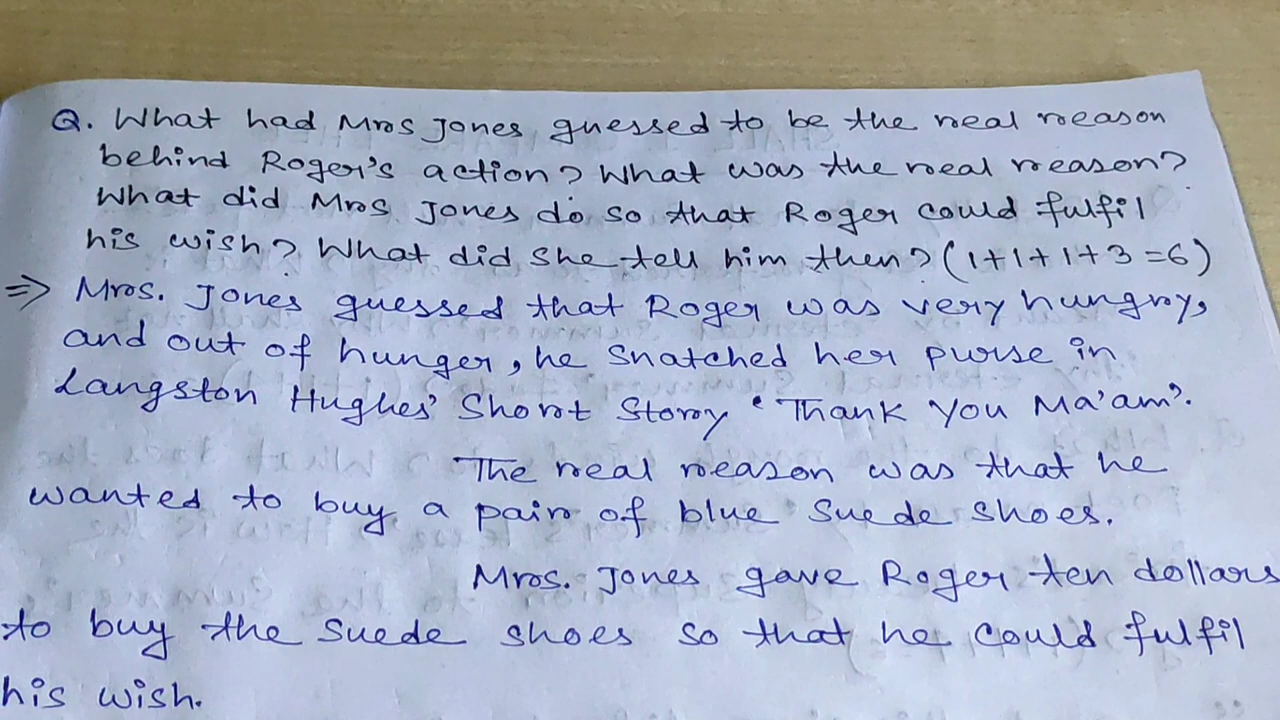 Q. What had Mrs Jones guessed to be the real reason
behind Roger's action? What was the real reason?
What did Mrs Jones do so that Roger could fulfil
his wish? What did she tell him then? (1+1+1+3=6)
⇒ Mrs. Jones guessed that Roger was very hungry,
and out of hunger, he snatched her purse in
Langston Hughes' Short Story 'Thank You Ma'am'.
The real reason was that he
wanted to buy a pair of blue Suede shoes.
Mrs. Jones gave Roger ten dollars
to buy the suede shoes so that he could fulfil
his wish.